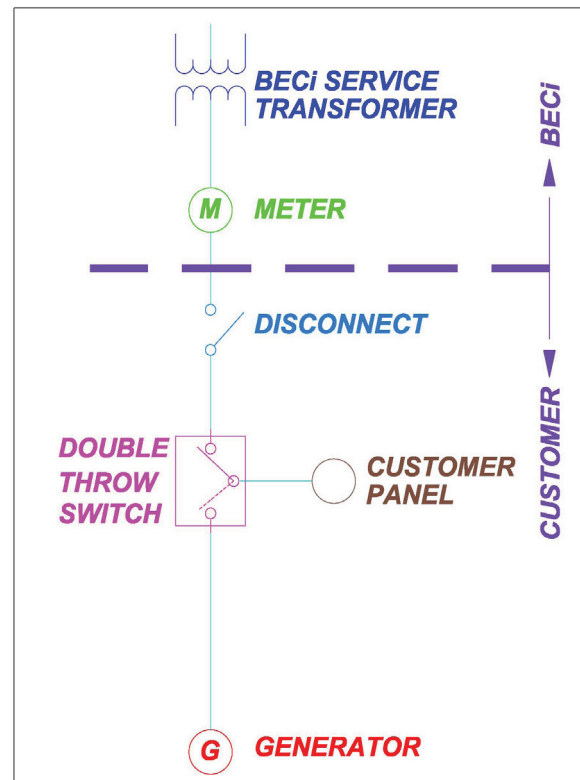 BECi SERVICE
TRANSFORMER
BECi
M
METER
DISCONNECT
DOUBLE
THROW
SWITCH
CUSTOMER
PANEL
CUSTOMER
G
GENERATOR